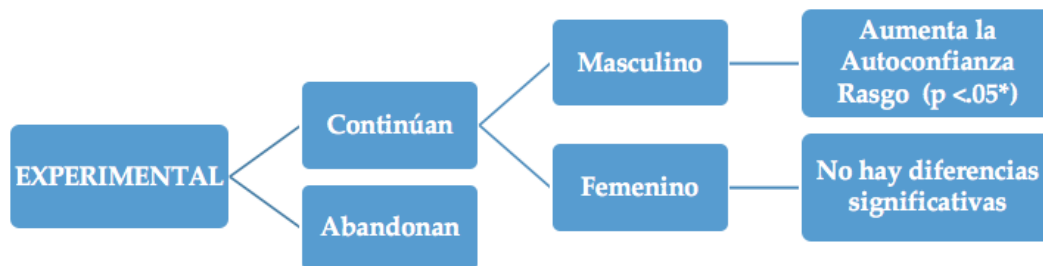 EXPERIMENTAL
Continúan
Abandonan
Masculino
Femenino
Aumenta la
Autoconfianza
Rasgo (p <.05*)
No hay diferencias
significativas